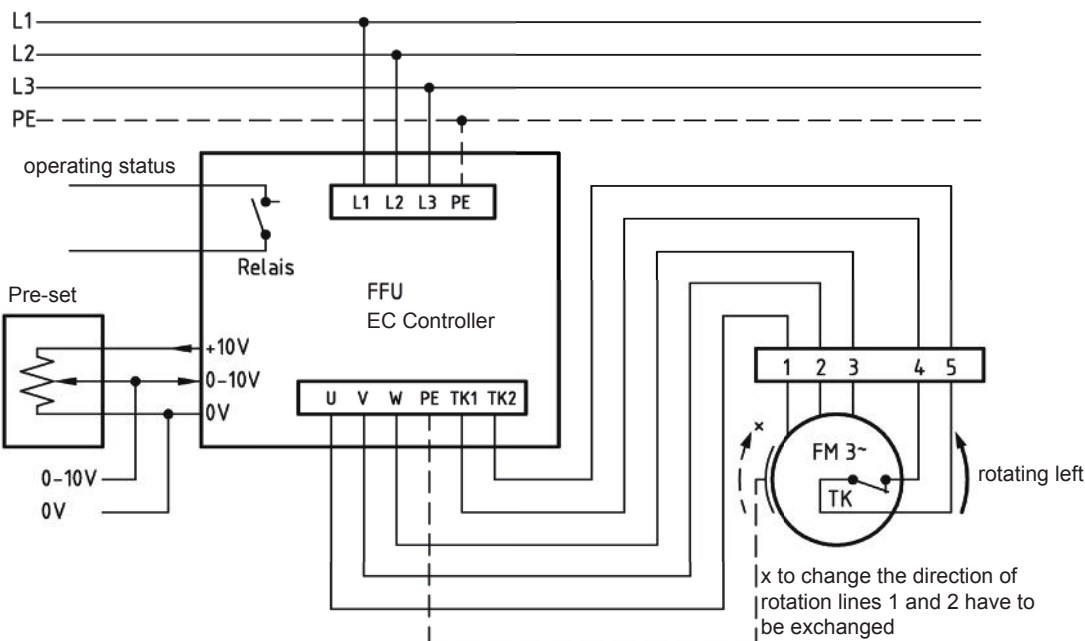 L1
L2
L3
PE
operating status
L1 L2 L3 PE
Relais
FFU
EC Controller
Pre-set
+10V
0-10V
0V
U V W PE TK1 TK2
0-10V
0V
1 2 3 4 5
x
FM 3~
TK
rotating left
x to change the direction of
rotation lines 1 and 2 have to
be exchanged